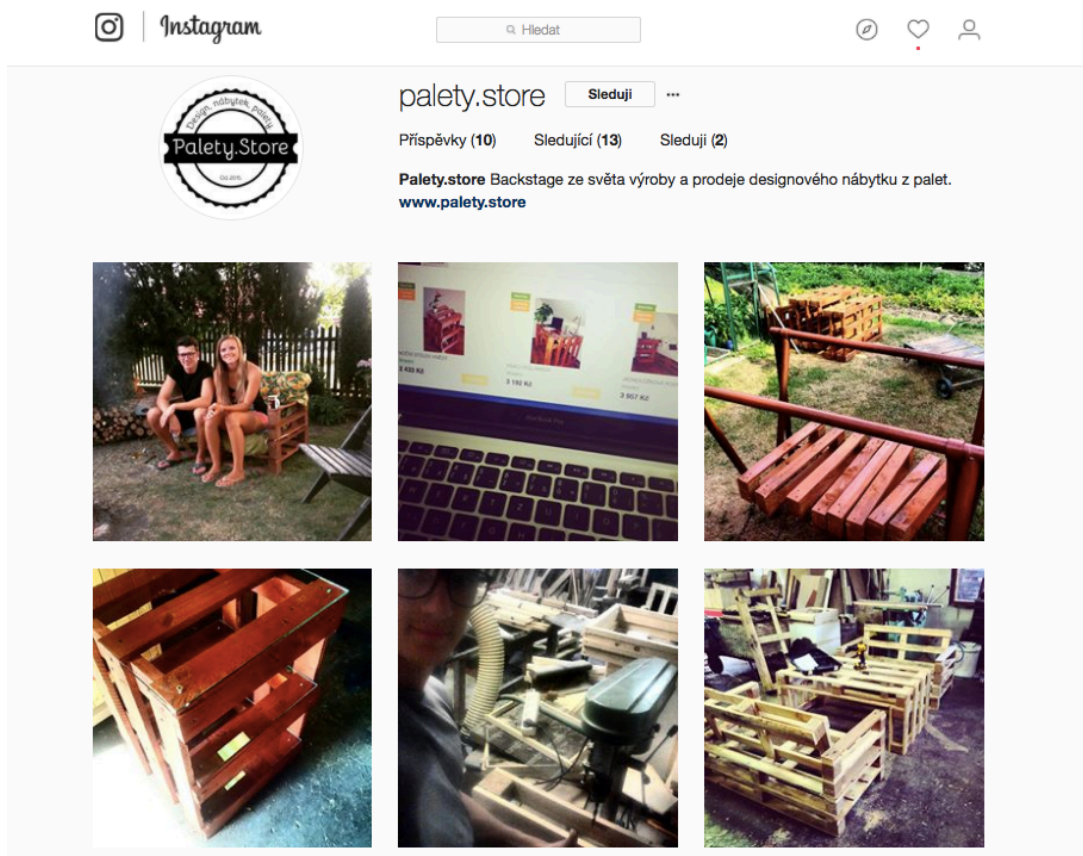 Instagram
Hledat
palety.store Sleduji •••
Příspěvky (10) Sledující (13) Sleduji (2)
Design, nábytek, palety
Palety.Store
Od 2015
Palety.store Backstage ze světa výroby a prodeje designového nábytku z palet.
www.palety.store
3 192 Kč
3 957 Kč
MacBook Pro